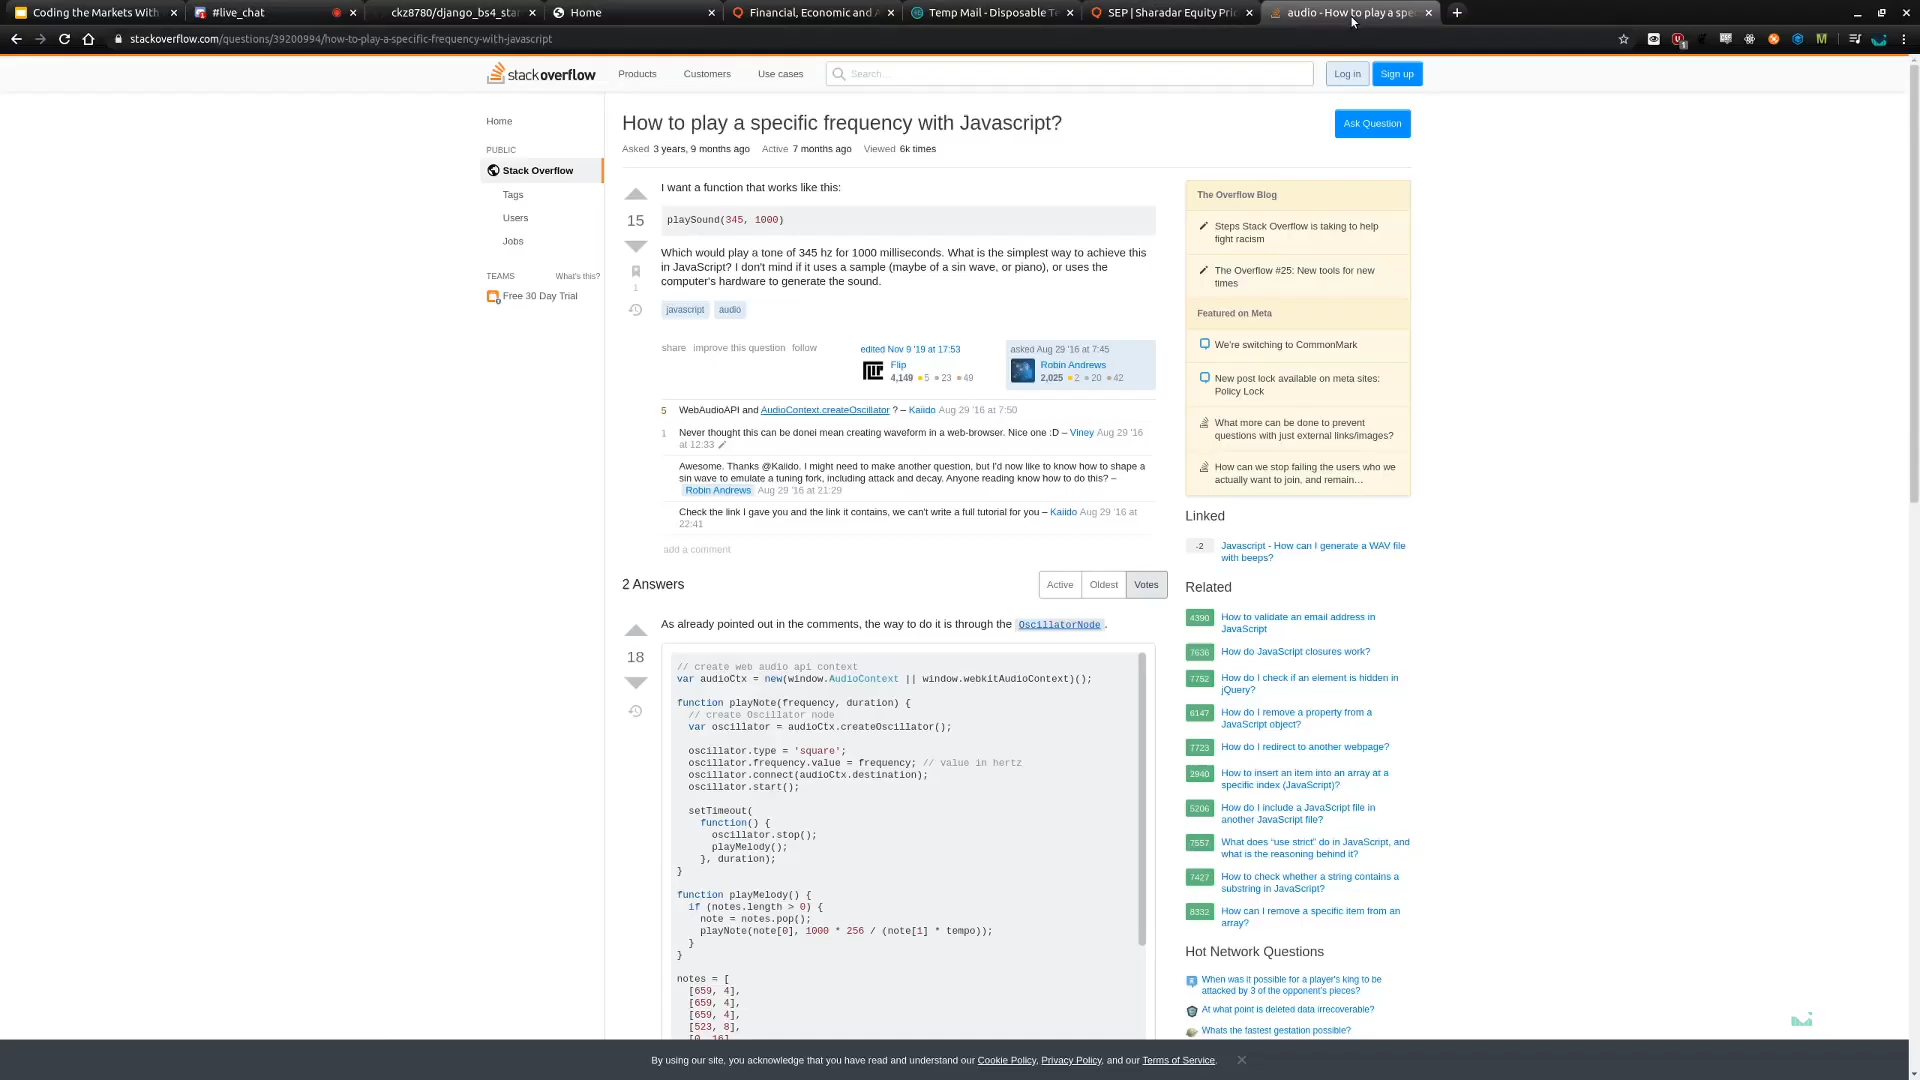 Coding the Markets With
#live_chat
ckz8780/django_bs4_sta
Home
Financial, Economic and A
Temp Mail - Disposable Te
SEP | Sharadar Equity Pri
audio - How to play a spec
stackoverflow.com/questions/39200994/how-to-play-a-specific-frequency-with-javascript
stackoverflow
Products
Customers
Use cases
Search…
Log in
Sign up
Home
PUBLIC
Stack Overflow
Tags
Users
Jobs
TEAMS What's this?
Free 30 Day Trial
How to play a specific frequency with Javascript?
Ask Question
Asked 3 years, 9 months ago Active 7 months ago Viewed 6k times
15
1
I want a function that works like this:
playSound(345, 1000)
Which would play a tone of 345 hz for 1000 milliseconds. What is the simplest way to achieve this
in JavaScript? I don't mind if it uses a sample (maybe of a sin wave, or piano), or uses the
computer's hardware to generate the sound.
javascript audio
share improve this question follow
edited Nov 9 '19 at 17:53
Flip
4,149 5 23 49
asked Aug 29 '16 at 7:45
Robin Andrews
2,025 2 20 42
5 WebAudioAPI and AudioContext.createOscillator ? – Kaiido Aug 29 '16 at 7:50
1 Never thought this can be donei mean creating waveform in a web-browser. Nice one :D – Viney Aug 29 '16
at 12:33
Awesome. Thanks @Kaiido. I might need to make another question, but I'd now like to know how to shape a
sin wave to emulate a tuning fork, including attack and decay. Anyone reading know how to do this? –
Robin Andrews Aug 29 '16 at 21:29
Check the link I gave you and the link it contains, we can't write a full tutorial for you – Kaiido Aug 29 '16 at
22:41
add a comment
2 Answers
Active Oldest Votes
18
As already pointed out in the comments, the way to do it is through the OscillatorNode.
// create web audio api context
var audioCtx = new(window.AudioContext || window.webkitAudioContext)();
function playNote(frequency, duration) {
// create Oscillator node
var oscillator = audioCtx.createOscillator();
oscillator.type = 'square';
oscillator.frequency.value = frequency; // value in hertz
oscillator.connect(audioCtx.destination);
oscillator.start();
setTimeout(
function() {
oscillator.stop();
playMelody();
}, duration);
}
function playMelody() {
if (notes.length > 0) {
note = notes.pop();
playNote(note[0], 1000 * 256 / (note[1] * tempo));
}
}
notes = [
[659, 4],
[659, 4],
[659, 4],
[523, 8],
[0, 16],
The Overflow Blog
Steps Stack Overflow is taking to help
fight racism
The Overflow #25: New tools for new
times
Featured on Meta
We're switching to CommonMark
New post lock available on meta sites:
Policy Lock
What more can be done to prevent
questions with just external links/images?
How can we stop failing the users who we
actually want to join, and remain…
Linked
-2 Javascript - How can I generate a WAV file
with beeps?
Related
4390 How to validate an email address in
JavaScript
7636 How do JavaScript closures work?
7752 How do I check if an element is hidden in
jQuery?
6147 How do I remove a property from a
JavaScript object?
7723 How do I redirect to another webpage?
2940 How to insert an item into an array at a
specific index (JavaScript)?
5206 How do I include a JavaScript file in
another JavaScript file?
7557 What does "use strict" do in JavaScript, and
what is the reasoning behind it?
7427 How to check whether a string contains a
substring in JavaScript?
8332 How can I remove a specific item from an
array?
Hot Network Questions
When was it possible for a player's king to be
attacked by 3 of the opponent's pieces?
At what point is deleted data irrecoverable?
Whats the fastest gestation possible?
By using our site, you acknowledge that you have read and understand our Cookie Policy, Privacy Policy, and our Terms of Service.